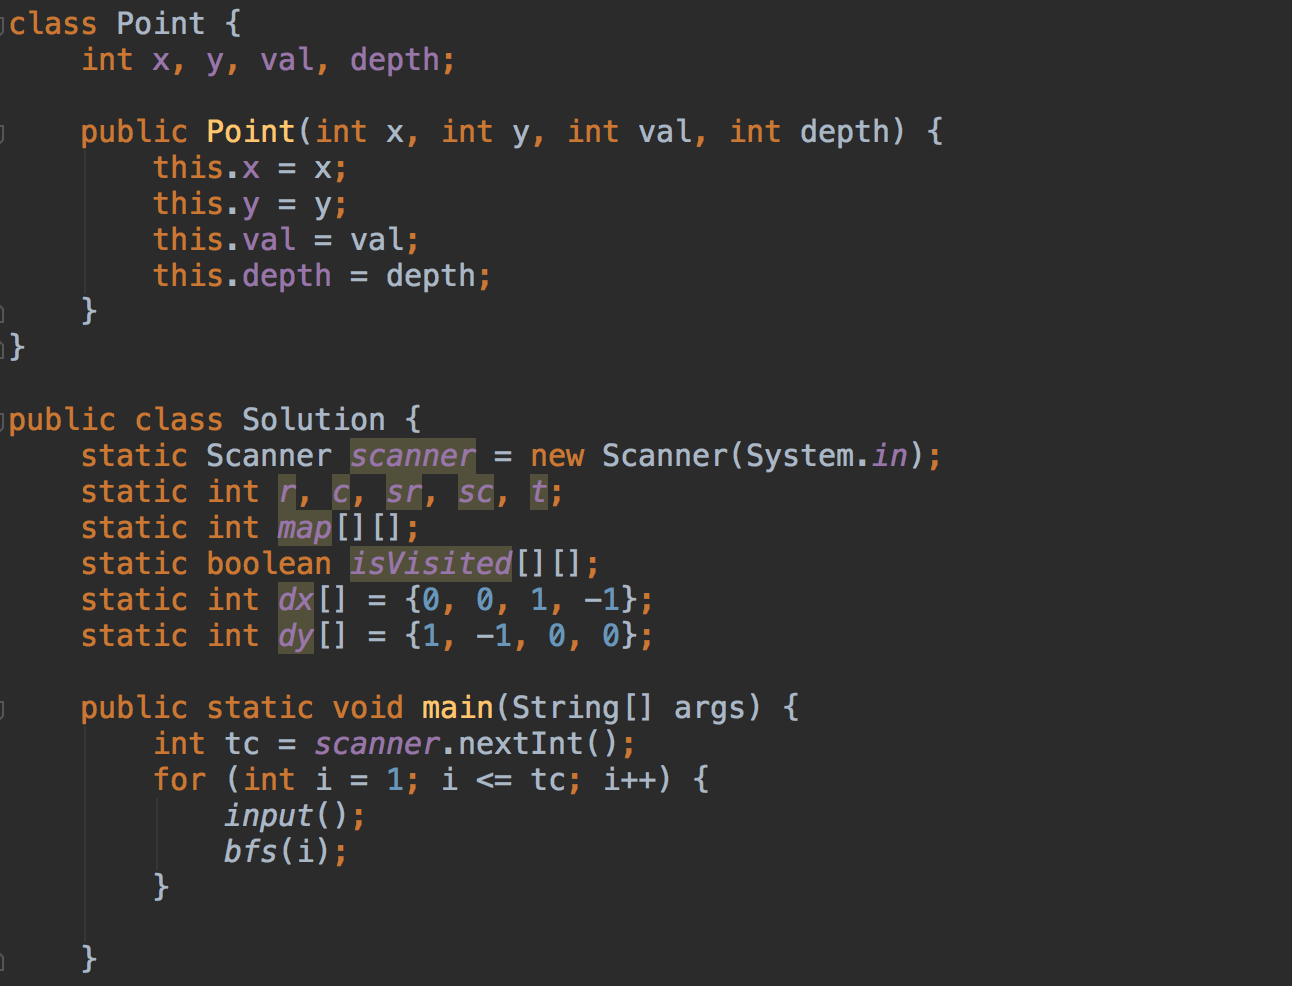 class Point {
    int x, y, val, depth;

    public Point(int x, int y, int val, int depth) {
        this.x = x;
        this.y = y;
        this.val = val;
        this.depth = depth;
    }
}

public class Solution {
    static Scanner scanner = new Scanner(System.in);
    static int r, c, sr, sc, t;
    static int map[][];
    static boolean isVisited[][];
    static int dx[] = {0, 0, 1, -1};
    static int dy[] = {1, -1, 0, 0};

    public static void main(String[] args) {
        int tc = scanner.nextInt();
        for (int i = 1; i <= tc; i++) {
            input();
            bfs(i);
        }

    }